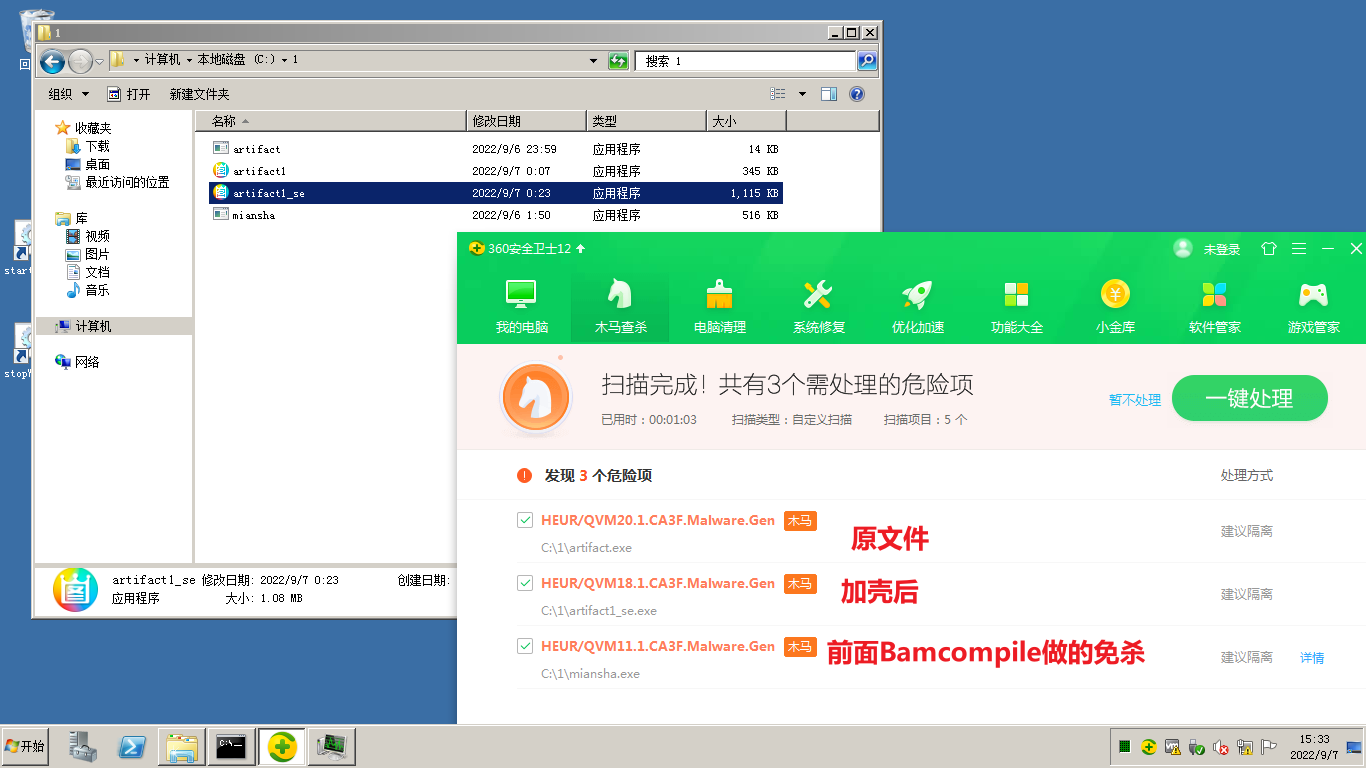 回
start
stopW
1
计算机
本地磁盘 (C:)
1
搜索 1
组织
打开
新建文件夹
收藏夹
下载
桌面
最近访问的位置
库
视频
图片
文档
音乐
计算机
网络
名称 修改日期 类型 大小
artifact 2022/9/6 23:59 应用程序 14 KB
artifact1 2022/9/7 0:07 应用程序 345 KB
artifact1_se 2022/9/7 0:23 应用程序 1,115 KB
miansha 2022/9/6 1:50 应用程序 516 KB
artifact1_se 修改日期: 2022/9/7 0:23 创建日期:
应用程序 大小: 1.08 MB
360安全卫士12
未登录
我的电脑
木马查杀
电脑清理
系统修复
优化加速
功能大全
小金库
软件管家
游戏管家
扫描完成！共有3个需处理的危险项
已用时：00:01:03 扫描类型：自定义扫描 扫描项目：5 个
暂不处理
一键处理
发现 3 个危险项 处理方式
HEUR/QVM20.1.CA3F.Malware.Gen 木马
C:\1\artifact.exe
原文件
建议隔离
HEUR/QVM18.1.CA3F.Malware.Gen 木马
C:\1\artifact1_se.exe
加壳后
建议隔离
HEUR/QVM11.1.CA3F.Malware.Gen 木马
C:\1\miansha.exe
前面Bamcompile做的免杀
建议隔离 详情
开始
C:\
15:33
2022/9/7